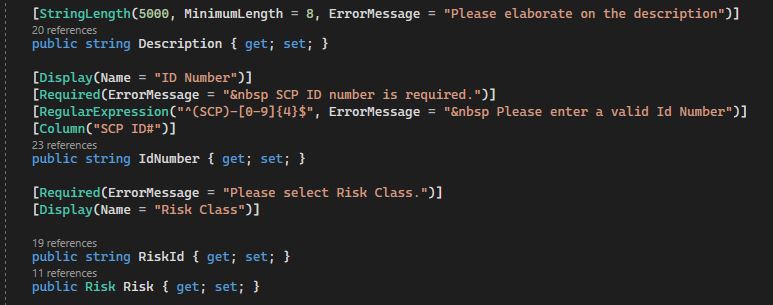 [StringLength(5000, MinimumLength = 8, ErrorMessage = "Please elaborate on the description")]
20 references
public string Description { get; set; }
[Display(Name = "ID Number")]
[Required(ErrorMessage = "&nbsp SCP ID number is required.")]
[RegularExpression("^(SCP)-[0-9]{4}$", ErrorMessage = "&nbsp Please enter a valid Id Number")]
[Column("SCP ID#")]
23 references
public string IdNumber { get; set; }
[Required(ErrorMessage = "Please select Risk Class.")]
[Display(Name = "Risk Class")]
19 references
public string RiskId { get; set; }
11 references
public Risk Risk { get; set; }